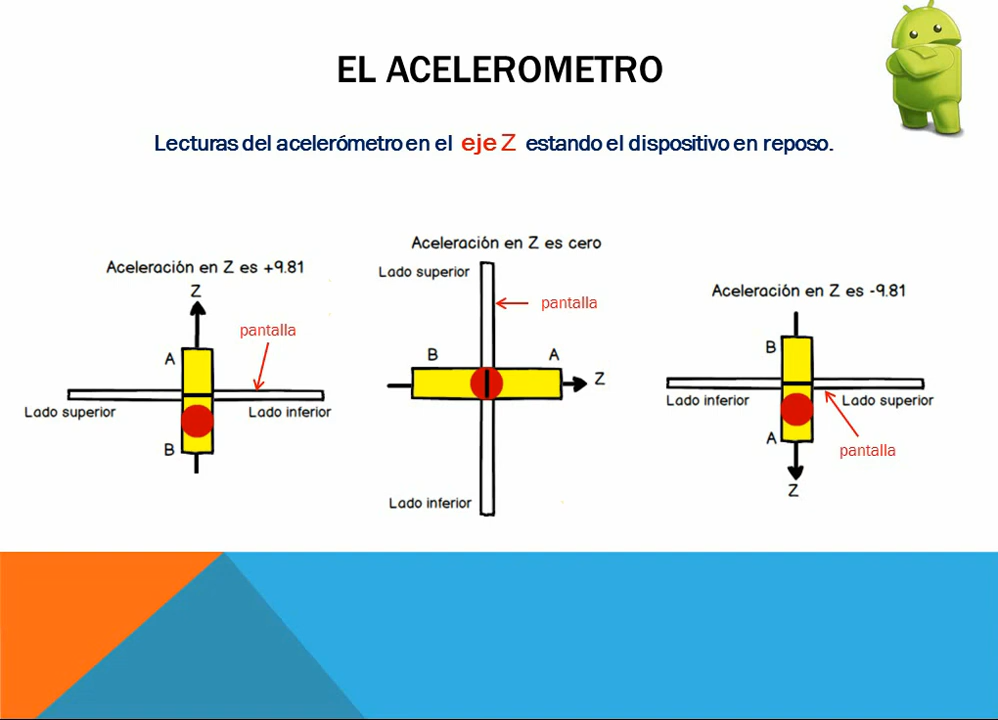 EL ACELEROMETRO
Lecturas del acelerómetro en el eje Z estando el dispositivo en reposo.
Aceleración en Z es +9.81
Z
pantalla
A
Lado superior
Lado inferior
B
Aceleración en Z es cero
Lado superior
pantalla
B
A
Z
Lado inferior
Aceleración en Z es -9.81
B
Lado inferior
Lado superior
A
pantalla
Z